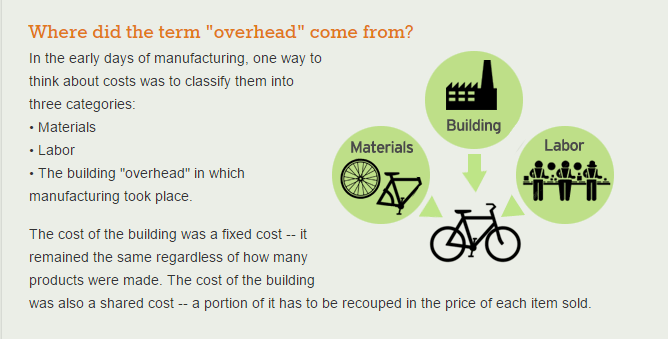 Where did the term "overhead" come from?
In the early days of manufacturing, one way to
think about costs was to classify them into
three categories:
• Materials
• Labor
• The building "overhead" in which
manufacturing took place.
The cost of the building was a fixed cost -- it
remained the same regardless of how many
products were made. The cost of the building
was also a shared cost -- a portion of it has to be recouped in the price of each item sold.
Building
Materials
Labor